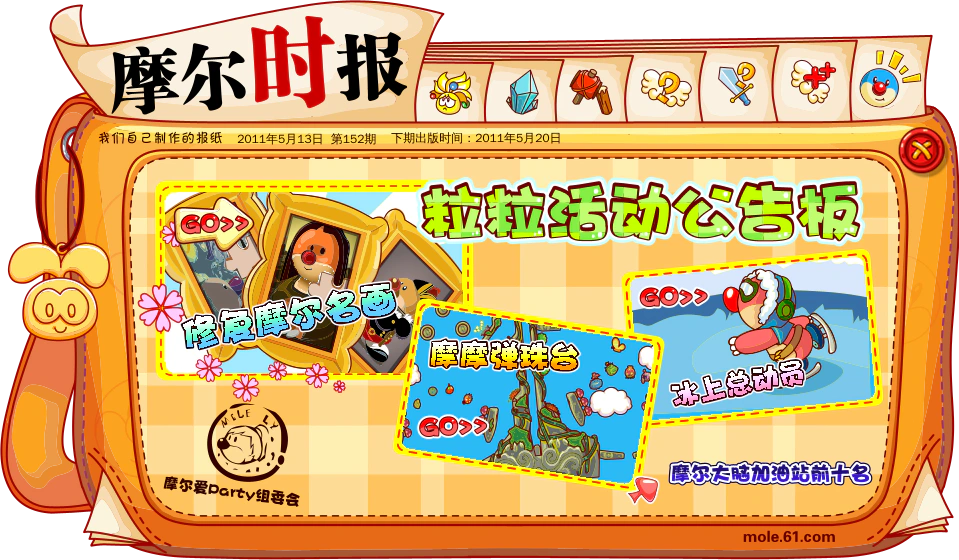 摩尔时报
我们自己制作的报纸 2011年5月13日 第152期 下期出版时间：2011年5月20日
粒粒活动公告板
GO>>
修复摩尔名画
GO>>
冰上总动员
摩摩弹珠台
GO>>
MOLE
摩尔爱Party组委会
摩尔大脑加油站前十名
mole.61.com